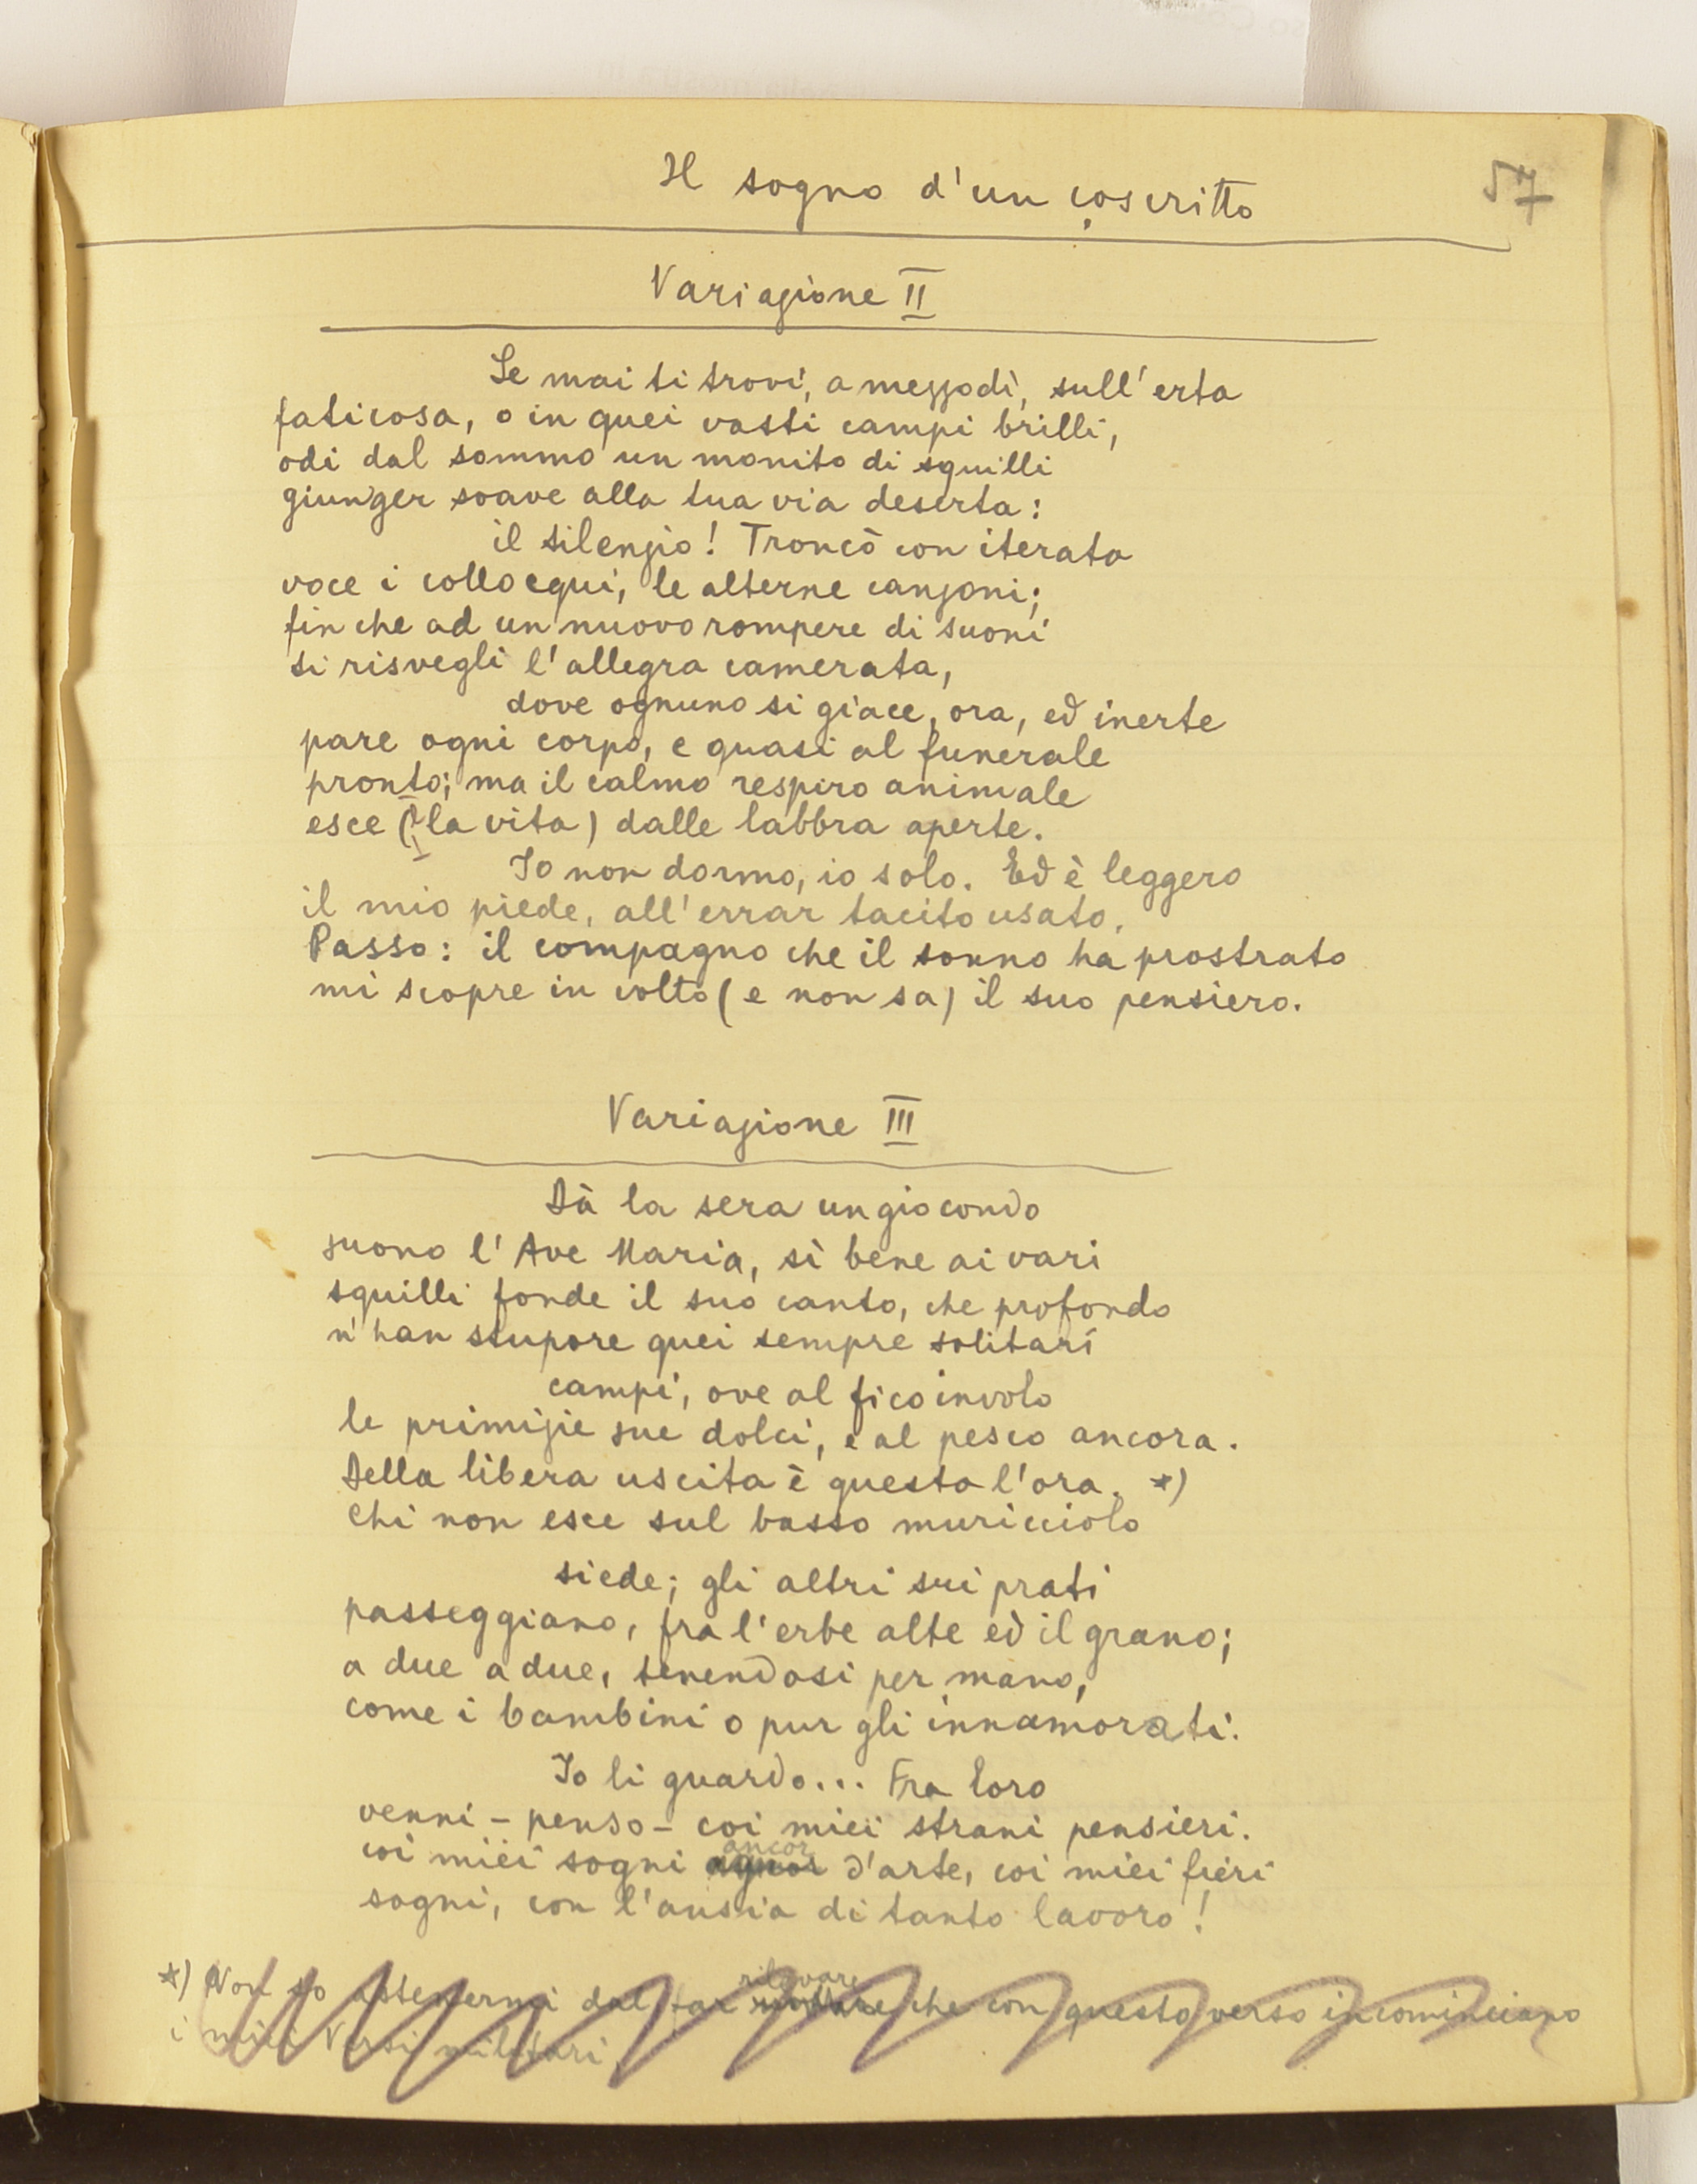 Il sogno d'un coscritto
57
Variazione II
Se mai ti trovi, a mezzodì, sull'erta
faticosa, o in quei vasti campi brilli,
odi dal sommo un monito di squilli
giunger soave alla tua via deserta:
il silenzio! Troncò con iterata
voce i collocqui, le alterne canzoni;
fin che ad un nuovo rompere di suoni
si risvegli l'allegra camerata,
dove ognuno si giace, ora, ed inerte
pare ogni corpo, e quasi al funerale
pronto; ma il calmo respiro animale
esce (la vita) dalle labbra aperte.
Io non dormo, io solo. Ed è leggero
il mio piede, all'errar tacito usato.
Passo: il compagno che il sonno ha prostrato
mi scopre in volto (e non sa) il suo pensiero.
Variazione III
Dà la sera un giocondo
suono l'Ave Maria, sì bene ai vari
squilli fonde il suo canto, che profondo
n'han stupore quei sempre solitarî
campi, ove al fico involo
le primizie sue dolci, e al pesco ancora.
Della libera uscita è questa l'ora. *)
Chi non esce sul basso muricciolo
siede; gli altri sui prati
passeggiano, fra l'erbe alte ed il grano;
a due a due, tenendosi per mano,
come i bambini o pur gli innamorati.
Io li guardo... Fra loro
venni - penso - coi miei strani pensieri.
ancor
coi miei sogni d'arte, coi miei fieri
sogni, con l'ansia di tanto lavoro!
rilevare
*) Non so astenermi dal far che con questo verso incominciano
i miei Versi militari